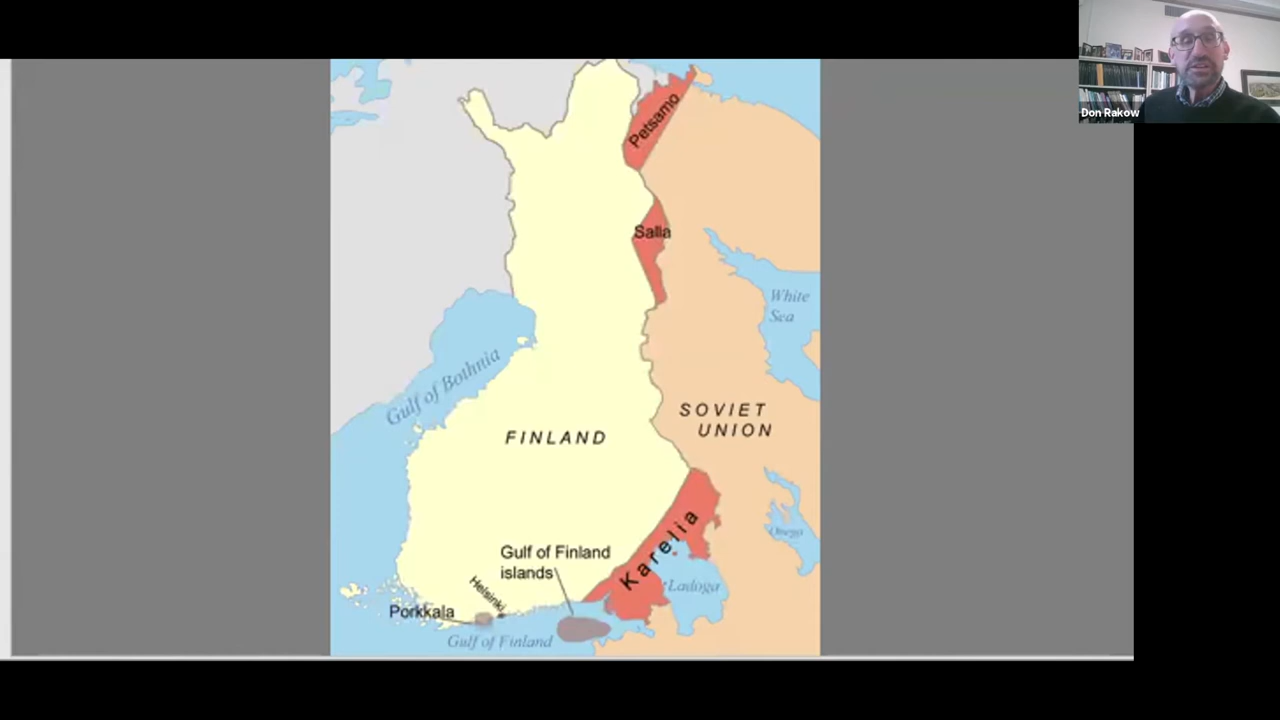 Don Rakow
Petsamo
Salla
White
Sea
Gulf of Bothnia
SOVIET
UNION
FINLAND
Karelia
Onega
Gulf of Finland
islands
Helsinki
Ladoga
Porkkala
Gulf of Finland